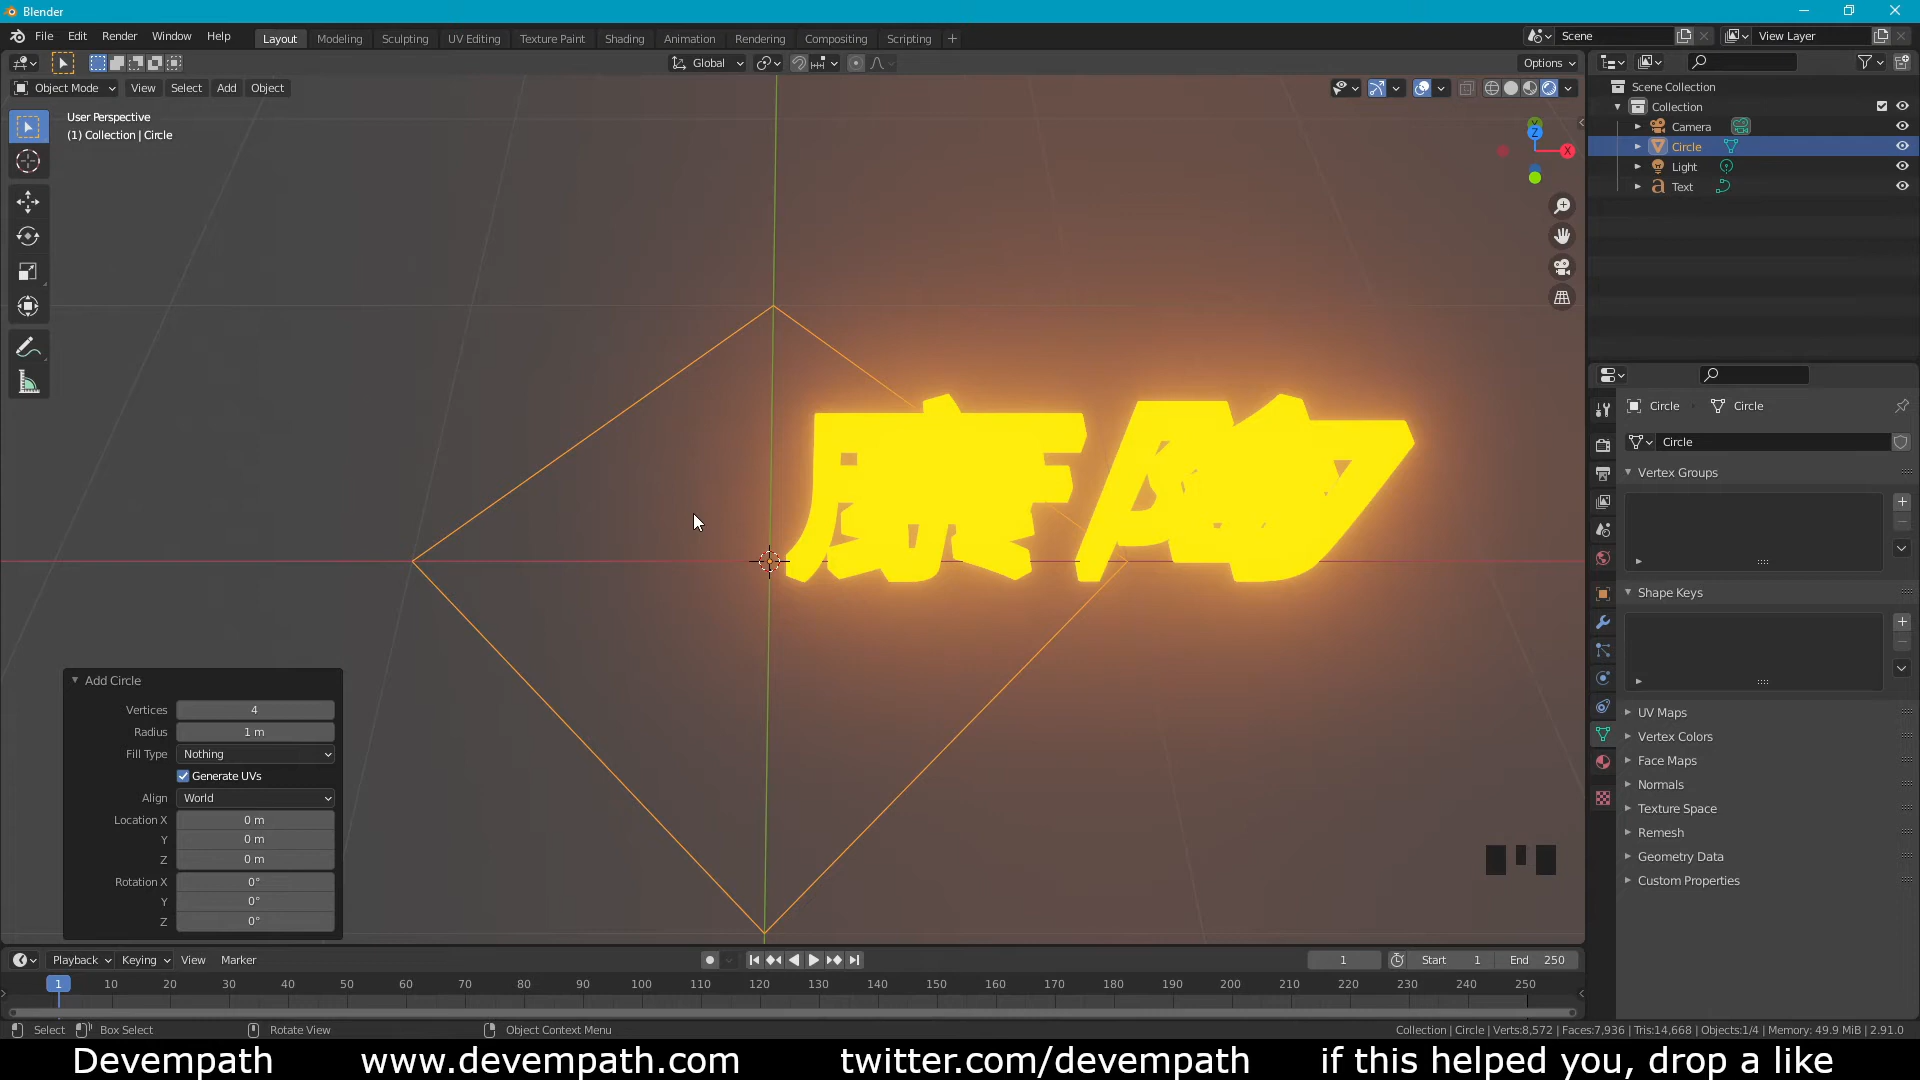 Blender
File Edit Render Window Help Layout Modeling Sculpting UV Editing Texture Paint Shading Animation Rendering Compositing Scripting + Scene View Layer
Global Options
Object Mode View Select Add Object
User Perspective
(1) Collection | Circle
Y
Z
X
Scene Collection
Collection
Camera
Circle
Light
Text
Circle Circle
Circle
Vertex Groups
Shape Keys
UV Maps
Vertex Colors
Face Maps
Normals
Texture Space
Remesh
Geometry Data
Custom Properties
Add Circle
Vertices 4
Radius 1 m
Fill Type Nothing
Generate UVs
Align World
Location X 0 m
Y 0 m
Z 0 m
Rotation X 0°
Y 0°
Z 0°
Playback Keying View Marker 1 Start 1 End 250
1 10 20 30 40 50 60 70 80 90 100 110 120 130 140 150 160 170 180 190 200 210 220 230 240 250
Select Box Select Rotate View Object Context Menu Collection | Circle | Verts:8,572 | Faces:7,936 | Tris:14,668 | Objects:1/4 | Memory: 49.9 MiB | 2.91.0
Devempath www.devempath.com twitter.com/devempath if this helped you, drop a like